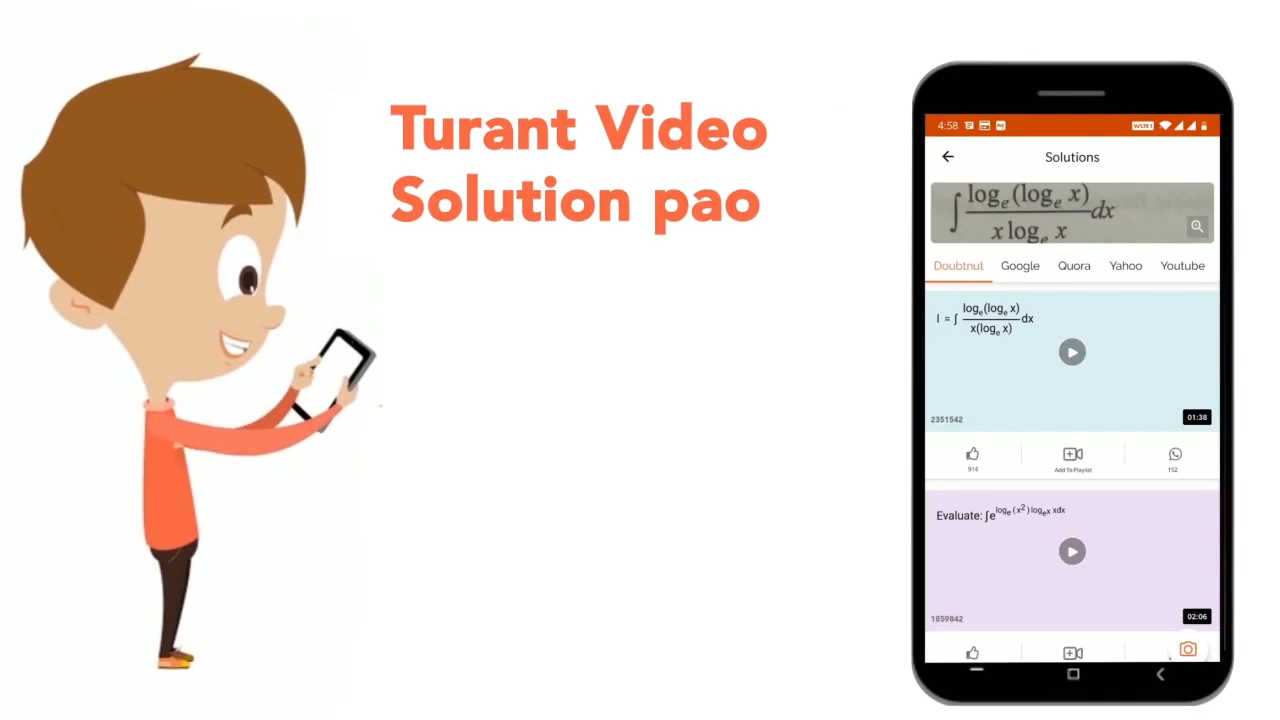 Turant Video
Solution pao
4:58
VoLTE1
Solutions
∫ logₑ(logₑ x) / x logₑ x dx
Doubtnut Google Quora Yahoo Youtube
I = ∫ logₑ(logₑ x) / x(logₑ x) dx
2351542 01:38
914 Add To Playlist 152
Evaluate: ∫e^logₑ(x²)logₑx xdx
1859842 02:06